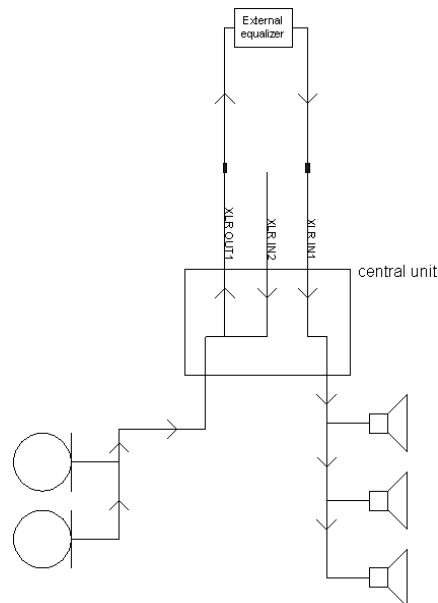 External
equalizer
XLR OUT1
XLR IN2
XLR IN1
central unit